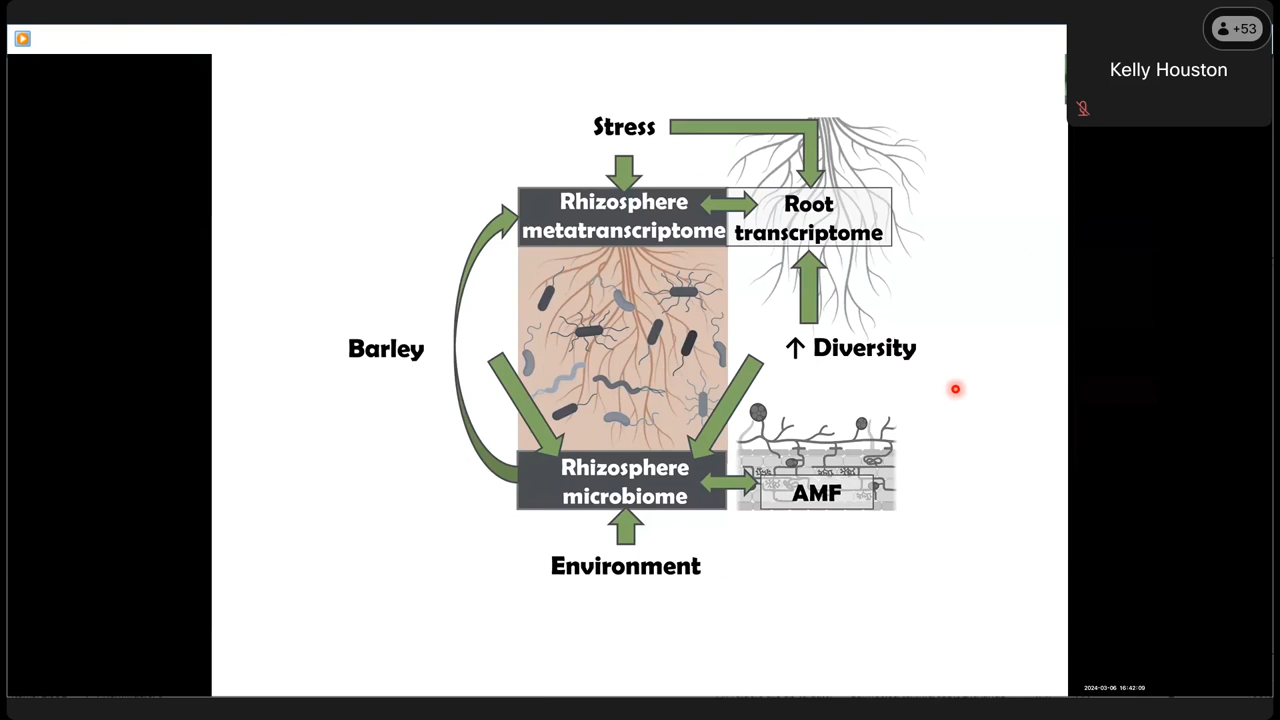 +53
Kelly Houston
Stress
Rhizosphere
metatranscriptome
Root
transcriptome
Barley
↑ Diversity
Rhizosphere
microbiome
AMF
Environment
2024-03-06 16:42:09